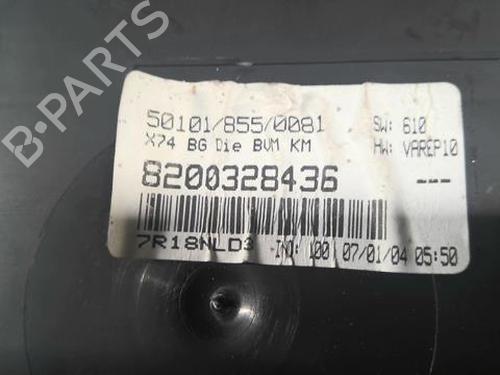 B-PARTS
50101/855/0081
SW: 610
X74 BG Die BVM KM
HW: VAREP10
8200328436
---
7R18NLD3
IND: 100 07/01/04 05:50